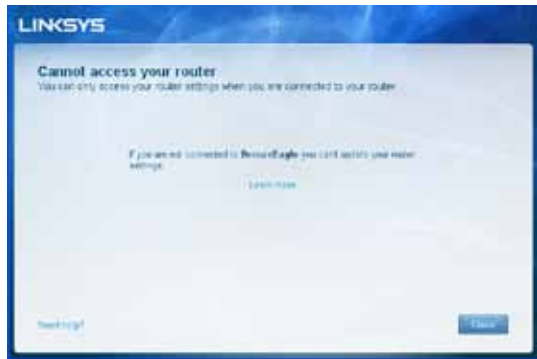 LINKSYS
Cannot access your router
You can only access your router settings when you are connected to your router
If you are not connected to you can't update your router
settings.
Learn more
Need help?
Close